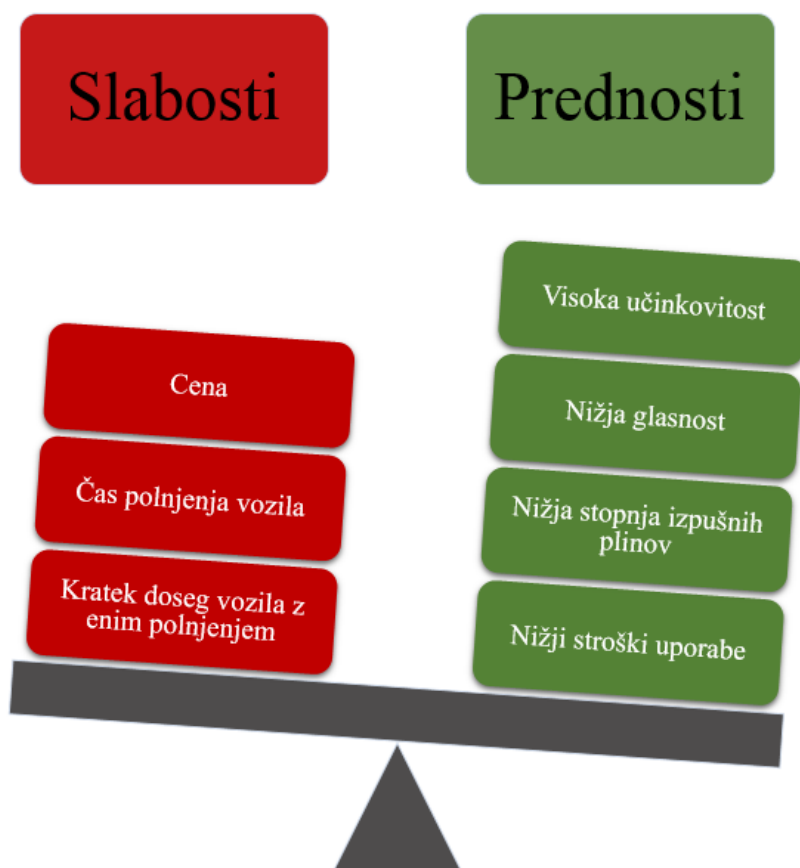 Slabosti
Prednosti
Cena
Čas polnjenja vozila
Kratek doseg vozila z
enim polnjenjem
Visoka učinkovitost
Nižja glasnost
Nižja stopnja izpušnih
plinov
Nižji stroški uporabe